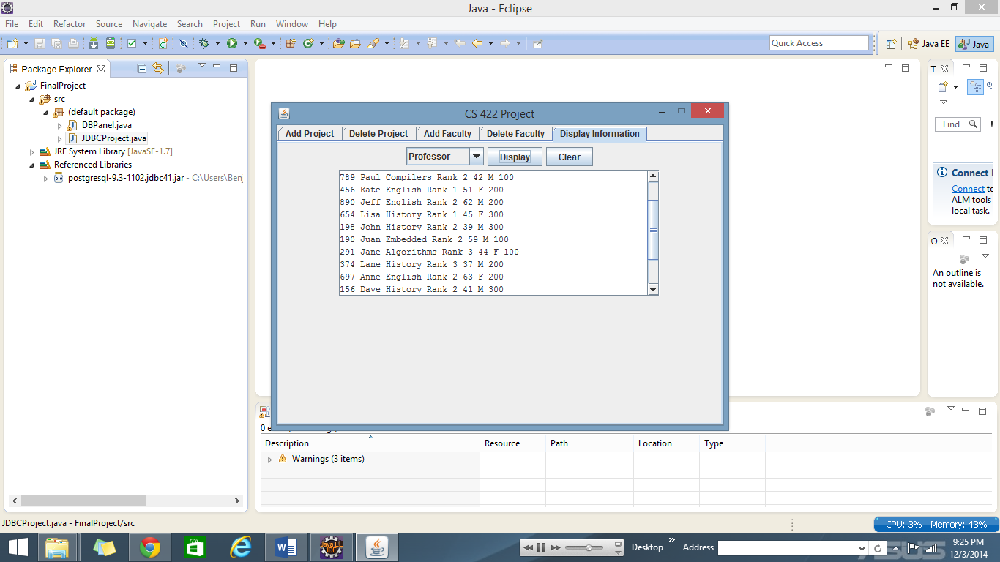 Java - Eclipse
File Edit Refactor Source Navigate Search Project Run Window Help
Quick Access
Java EE
Java
Package Explorer
FinalProject
src
(default package)
DBPanel.java
JDBCProject.java
JRE System Library [JavaSE-1.7]
Referenced Libraries
postgresql-9.3-1102.jdbc41.jar - C:\Users\Ben_
CS 422 Project
Add Project Delete Project Add Faculty Delete Faculty Display Information
Professor Display Clear
789 Paul Compilers Rank 2 42 M 100
456 Kate English Rank 1 51 F 200
890 Jeff English Rank 2 62 M 200
654 Lisa History Rank 1 45 F 300
198 John History Rank 2 39 M 300
190 Juan Embedded Rank 2 59 M 100
291 Jane Algorithms Rank 3 44 F 100
374 Lane History Rank 3 37 M 200
697 Anne English Rank 2 63 F 200
156 Dave History Rank 2 41 M 300
T
Find
Connect
Connect to
ALM tools
local task.
O
An outline is
not available.
0 e
Description Resource Path Location Type
Warnings (3 items)
JDBCProject.java - FinalProject/src
CPU: 3% Memory: 43%
W
Java EE
IDE
Desktop
Address
ASUS
9:25 PM
12/3/2014